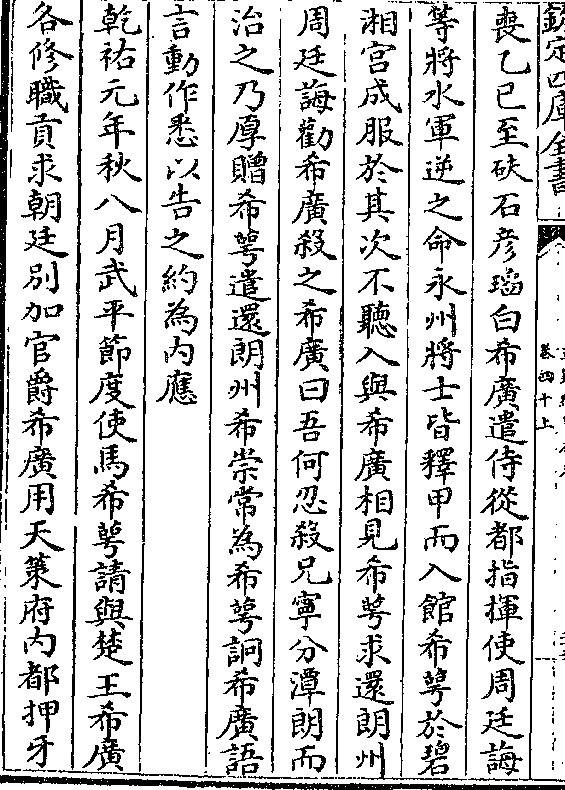 欽定四庫全書
卷四十上
喪乙巳至砆石彦瑫白希廣遣侍從都指揮使周廷誨
等將水軍逆之命永州將士皆釋甲而入館希萼於碧
湘宮成服於其次不聽入與希廣相見希萼求還朗州
周廷誨勸希廣殺之希廣曰吾何忍殺兄寧分潭朗而
治之乃厚贈希萼遣還朗州希崇常為希萼詗希廣語
言動作悉以告之約為内應
乾祐元年秋八月武平節度使馬希萼請與楚王希廣
各修職貢求朝廷别加官爵希廣用天策府内都押牙